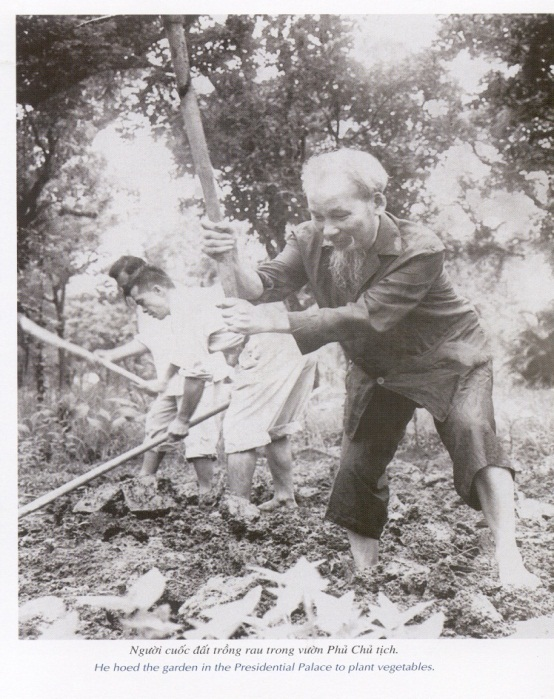 Người cuốc đất trồng rau trong vườn Phủ Chủ tịch.
He hoed the garden in the Presidential Palace to plant vegetables.